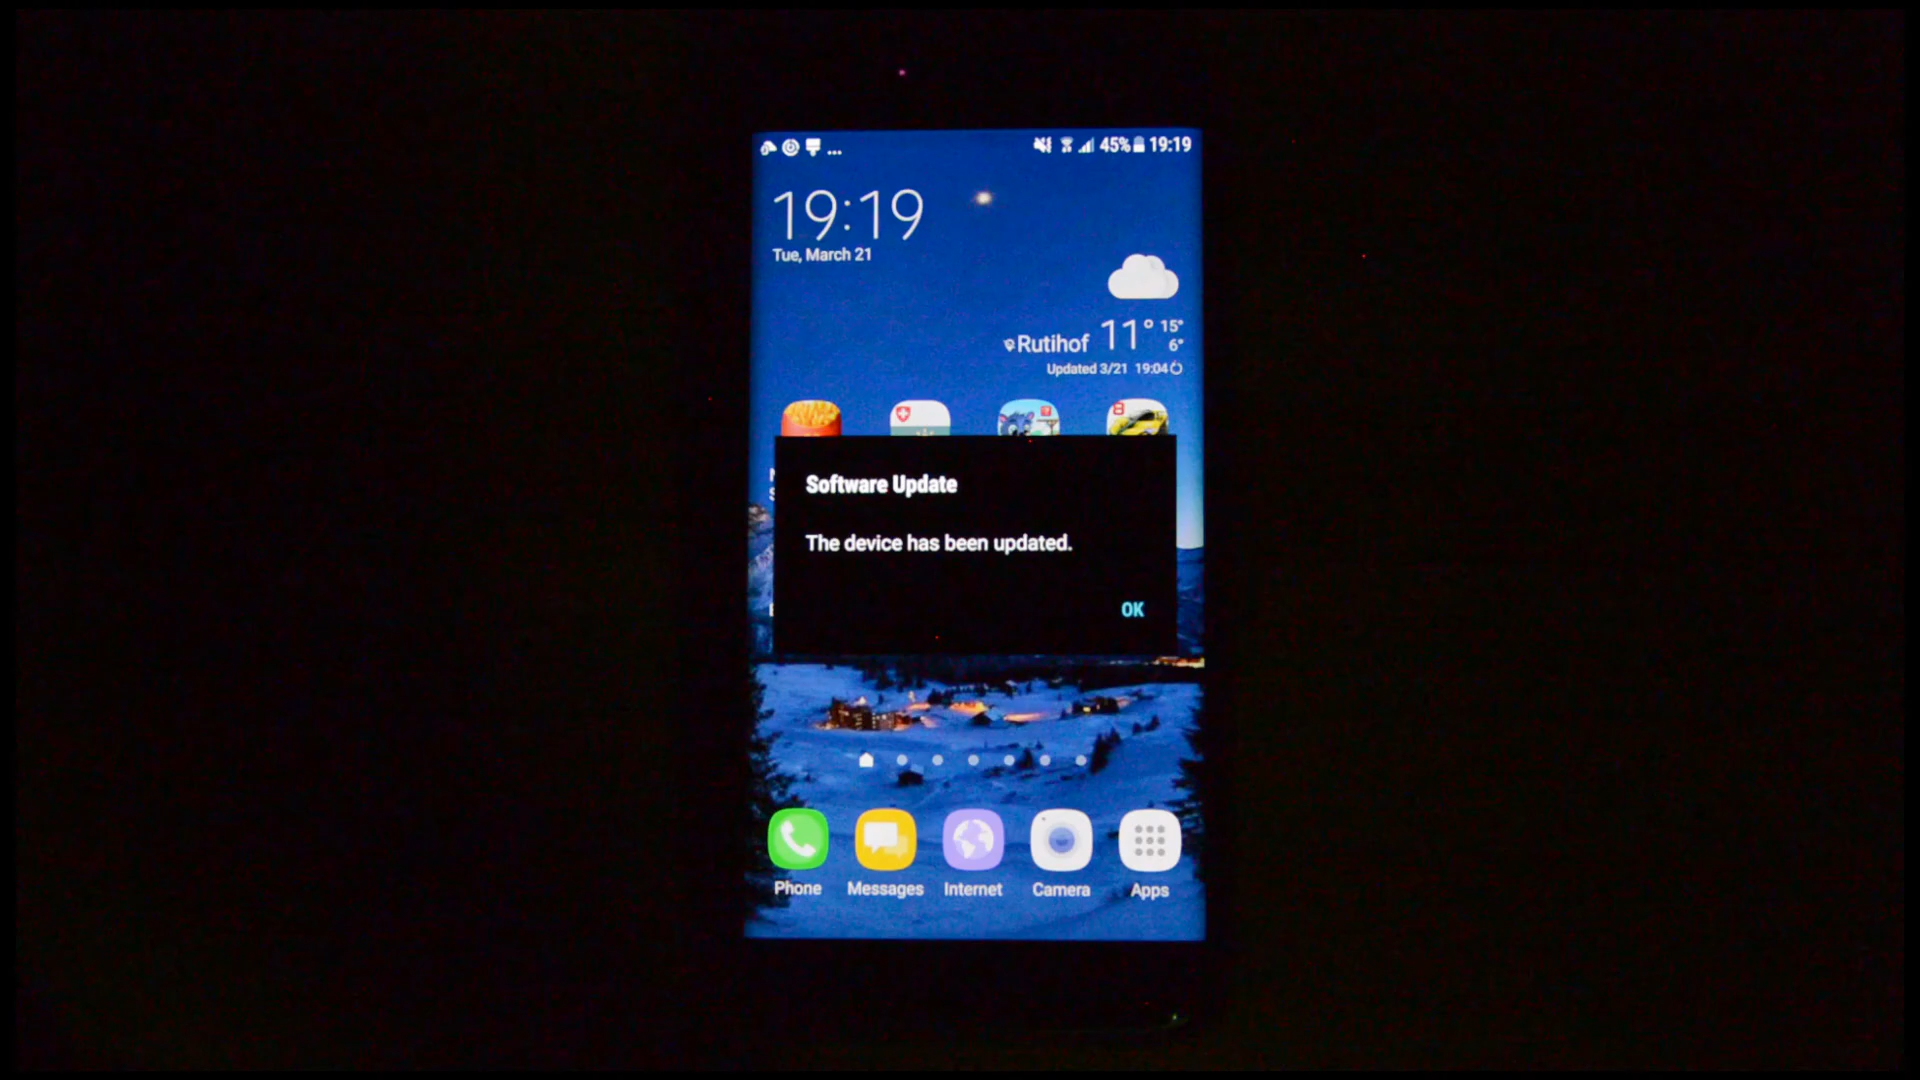 ... 45% 19:19
19:19
Tue, March 21
Rutihof 11° 15°
6°
Updated 3/21 19:04
Software Update
The device has been updated.
OK
Phone Messages Internet Camera Apps